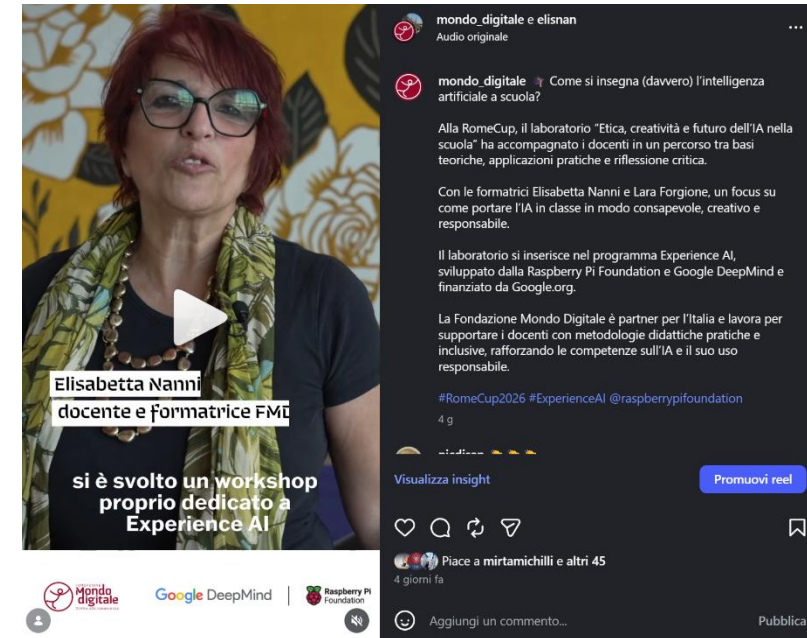 Elisabetta Nanni
docente e formatrice FMD
si è svolto un workshop
proprio dedicato a
Experience AI
Mondo
digitale
Google DeepMind
Raspberry Pi
Foundation
mondo_digitale e elisnan
Audio originale
mondo_digitale Come si insegna (davvero) l'intelligenza
artificiale a scuola?
Alla RomeCup, il laboratorio "Etica, creatività e futuro dell'IA nella
scuola" ha accompagnato i docenti in un percorso tra basi
teoriche, applicazioni pratiche e riflessione critica.
Con le formatrici Elisabetta Nanni e Lara Forgione, un focus su
come portare l'IA in classe in modo consapevole, creativo e
responsabile.
Il laboratorio si inserisce nel programma Experience AI,
sviluppato dalla Raspberry Pi Foundation e Google DeepMind e
finanziato da Google.org.
La Fondazione Mondo Digitale è partner per l'Italia e lavora per
supportare i docenti con metodologie didattiche pratiche e
inclusive, rafforzando le competenze sull'IA e il suo uso
responsabile.
#RomeCup2026 #ExperienceAI @raspberrypifoundation
4 g
Visualizza insight
Promuovi reel
Piace a mirtamichilli e altri 45
4 giorni fa
Aggiungi un commento...
Pubblica